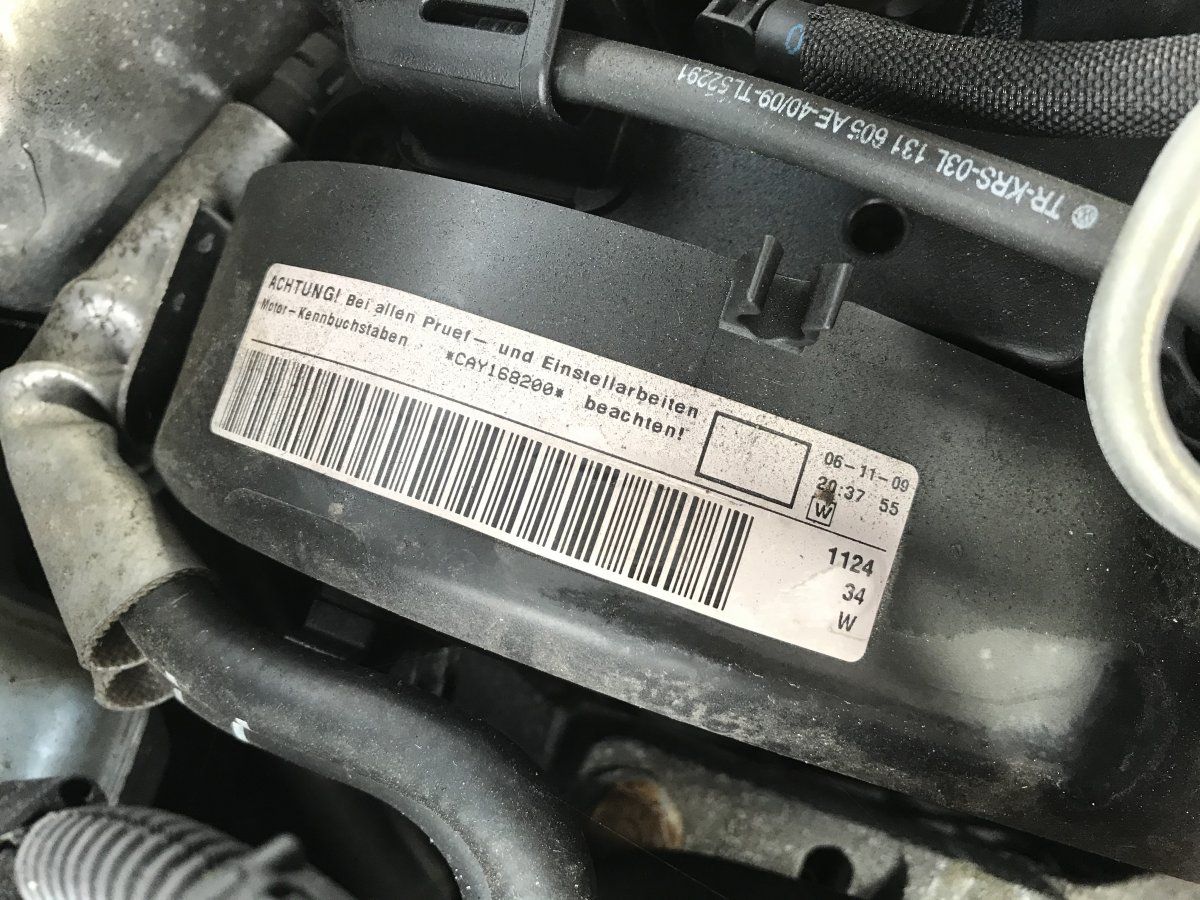 TR-KRS-03L 131 605 AE-40/09-TL52291
0
ACHTUNG! Bei allen Pruef- und Einstellarbeiten
Motor-Kennbuchstaben *CAY168200* beachten!
06-11-09
20:37 55
W
1124
34
W